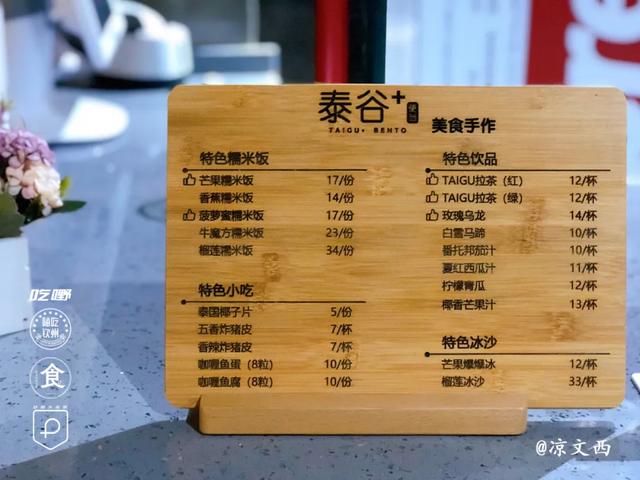 泰谷+
便當
TAIGU+ BENTO
美食手作
特色糯米饭
芒果糯米饭 17/份
香蕉糯米饭 14/份
菠萝蜜糯米饭 17/份
牛魔方糯米饭 23/份
榴莲糯米饭 34/份
特色小吃
泰国椰子片 5/份
五香炸猪皮 7/杯
香辣炸猪皮 7/杯
咖喱鱼蛋（8粒） 10/份
咖喱鱼腐（8粒） 10/份
特色饮品
TAIGU拉茶（红） 12/杯
TAIGU拉茶（绿） 12/杯
玫瑰乌龙 14/杯
白雪马蹄 10/杯
番托邦茄汁 10/杯
夏红西瓜汁 11/杯
柠檬青瓜 12/杯
椰香芒果汁 13/杯
特色冰沙
芒果爆爆冰 12/杯
榴莲冰沙 33/杯
吃嘢
嗨吃钦州
食
@凉文西